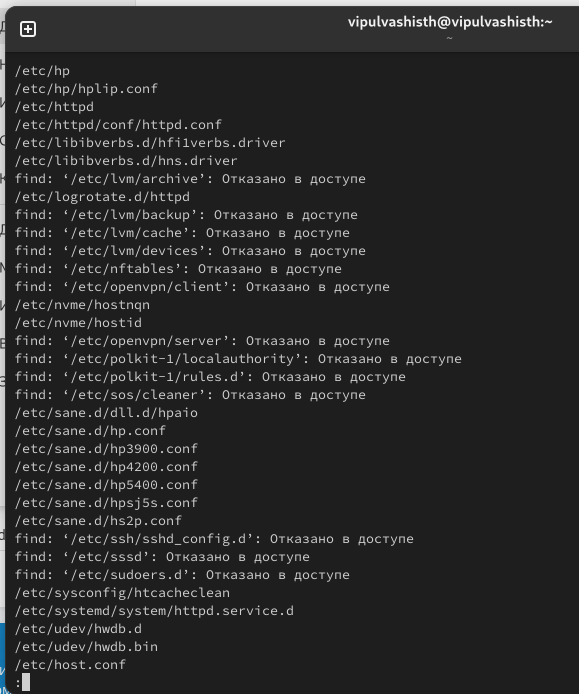 vipulvashisth@vipulvashisth:~
~
/etc/hp
/etc/hp/hplip.conf
/etc/httpd
/etc/httpd/conf/httpd.conf
/etc/libibverbs.d/hfi1verbs.driver
/etc/libibverbs.d/hns.driver
find: ‘/etc/lvm/archive’: Отказано в доступе
/etc/logrotate.d/httpd
find: ‘/etc/lvm/backup’: Отказано в доступе
find: ‘/etc/lvm/cache’: Отказано в доступе
find: ‘/etc/lvm/devices’: Отказано в доступе
find: ‘/etc/nftables’: Отказано в доступе
find: ‘/etc/openvpn/client’: Отказано в доступе
/etc/nvme/hostnqn
/etc/nvme/hostid
find: ‘/etc/openvpn/server’: Отказано в доступе
find: ‘/etc/polkit-1/localauthority’: Отказано в доступе
find: ‘/etc/polkit-1/rules.d’: Отказано в доступе
find: ‘/etc/sos/cleaner’: Отказано в доступе
/etc/sane.d/dll.d/hpaio
/etc/sane.d/hp.conf
/etc/sane.d/hp3900.conf
/etc/sane.d/hp4200.conf
/etc/sane.d/hp5400.conf
/etc/sane.d/hpsj5s.conf
/etc/sane.d/hs2p.conf
find: ‘/etc/ssh/sshd_config.d’: Отказано в доступе
find: ‘/etc/sssd’: Отказано в доступе
find: ‘/etc/sudoers.d’: Отказано в доступе
/etc/sysconfig/htcacheclean
/etc/systemd/system/httpd.service.d
/etc/udev/hwdb.d
/etc/udev/hwdb.bin
/etc/host.conf
: